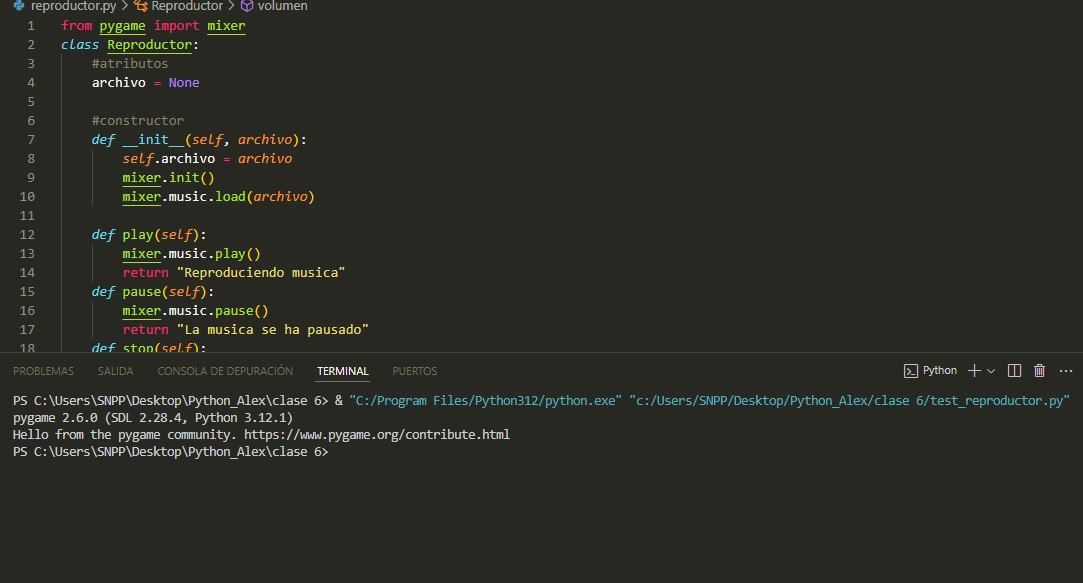 reproductor.py > Reproductor > volumen
1 from pygame import mixer
2 class Reproductor:
3 #atributos
4 archivo = None
5
6 #constructor
7 def __init__(self, archivo):
8 self.archivo = archivo
9 mixer.init()
10 mixer.music.load(archivo)
11
12 def play(self):
13 mixer.music.play()
14 return "Reproduciendo musica"
15 def pause(self):
16 mixer.music.pause()
17 return "La musica se ha pausado"
18 def stop(self):
PROBLEMAS SALIDA CONSOLA DE DEPURACIÓN TERMINAL PUERTOS Python
PS C:\Users\SNPP\Desktop\Python_Alex\clase 6> & "C:/Program Files/Python312/python.exe" "c:/Users/SNPP/Desktop/Python_Alex/clase 6/test_reproductor.py"
pygame 2.6.0 (SDL 2.28.4, Python 3.12.1)
Hello from the pygame community. https://www.pygame.org/contribute.html
PS C:\Users\SNPP\Desktop\Python_Alex\clase 6>